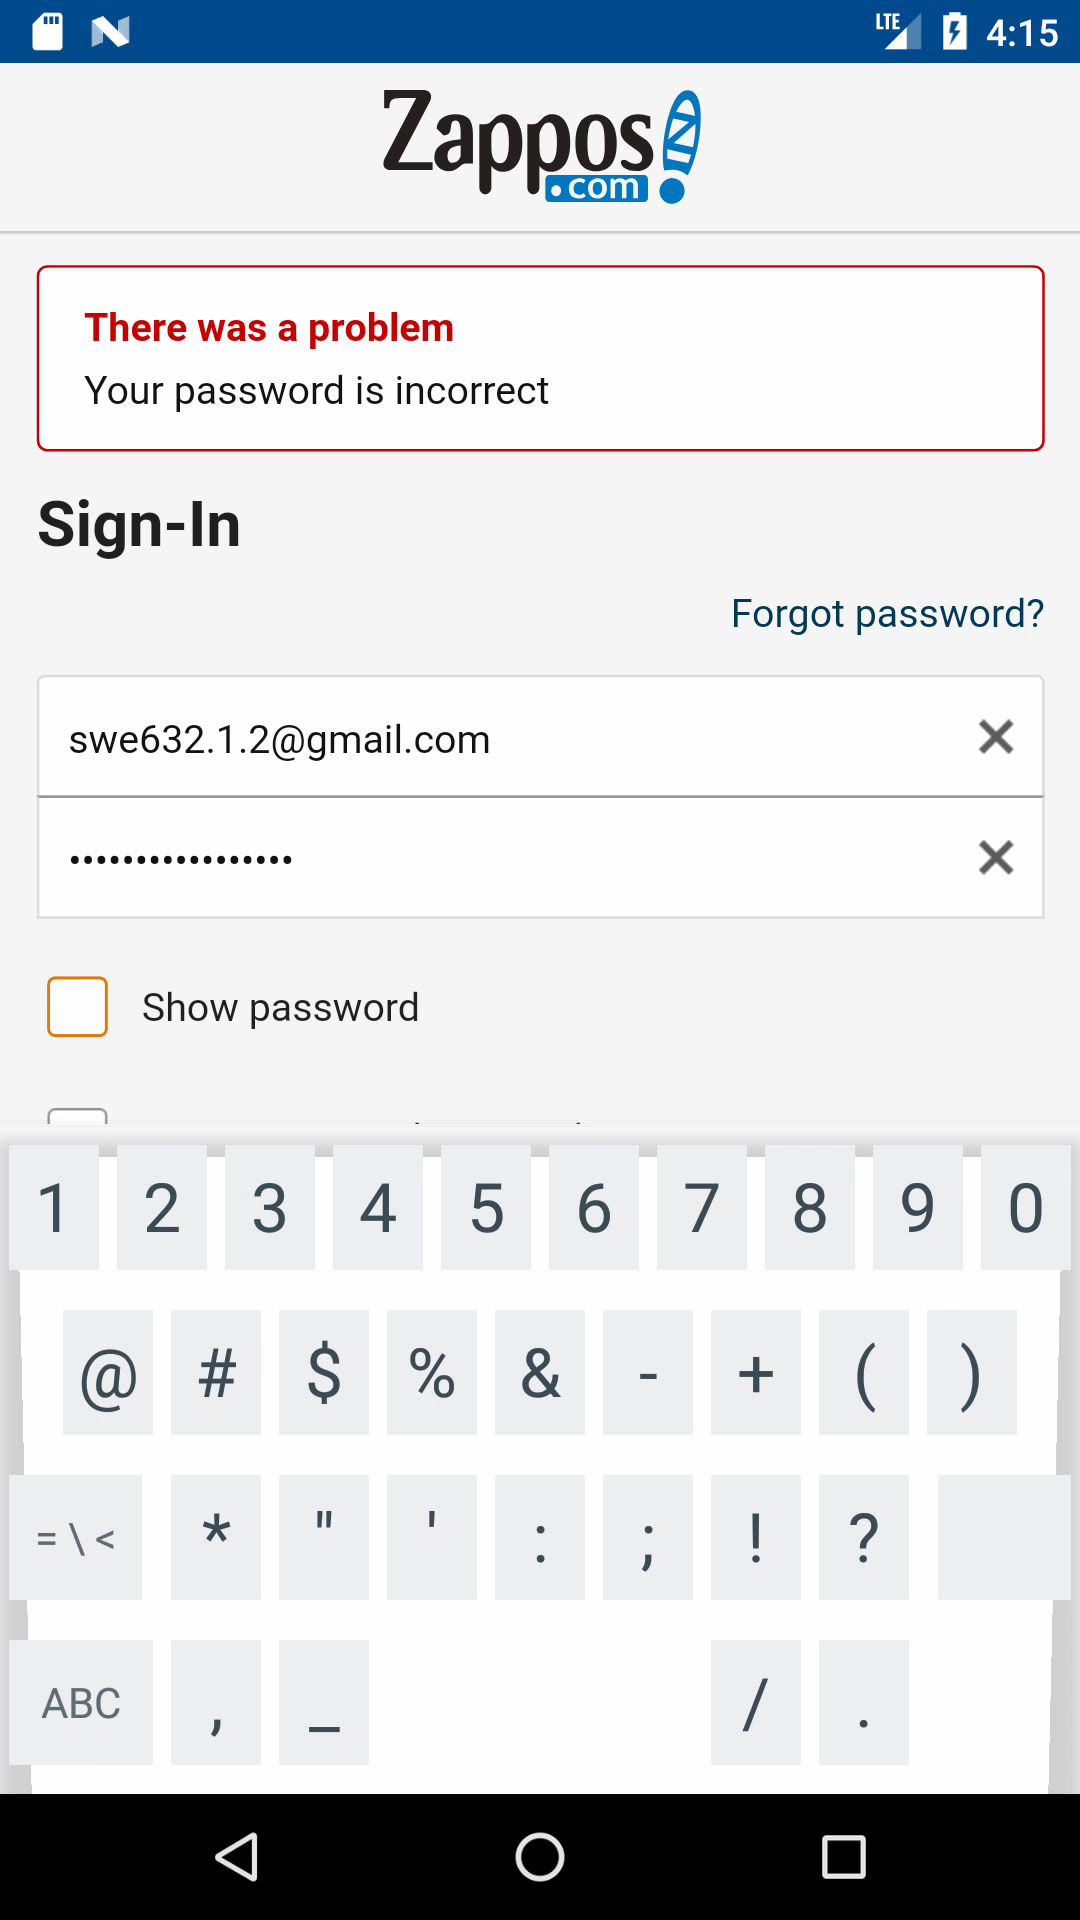 LTE 4:15
Zappos
.com
There was a problem
Your password is incorrect
Sign-In
Forgot password?
swe632.1.2@gmail.com
•••••••••••••••••
Show password
1 2 3 4 5 6 7 8 9 0
@ # $ % & - + ( )
= \ < * " ' : ; ! ?
ABC , _ / .